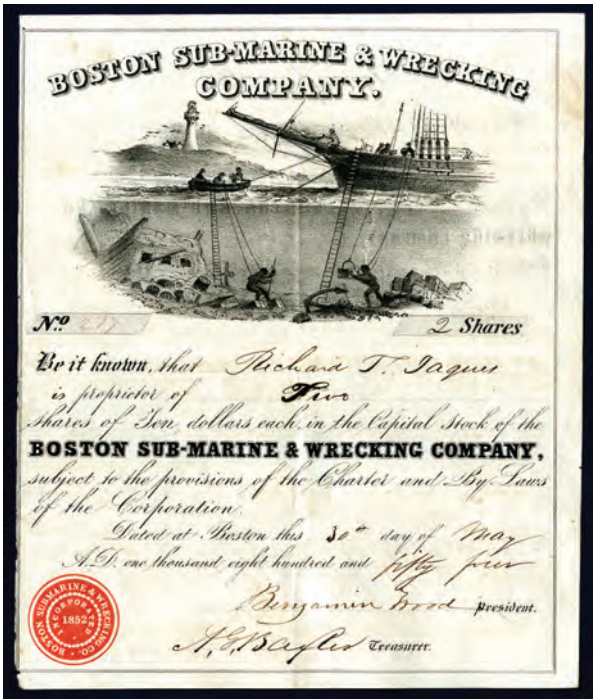 BOSTON SUB-MARINE & WRECKING
COMPANY.
No. 2 Shares
Be it known, that Richard T. Jaques
is proprietor of Two
shares of Ten dollars each, in the Capital Stock of the
BOSTON SUB-MARINE & WRECKING COMPANY,
subject to the provisions of the Charter and By-Laws
of the Corporation.
Dated at Boston this 30th day of May
A.D. one thousand eight hundred and fifty four
Benjamin Wood President.
Treasurer.
BOSTON SUBMARINE & WRECKING CO.
INCORPORATED
1852